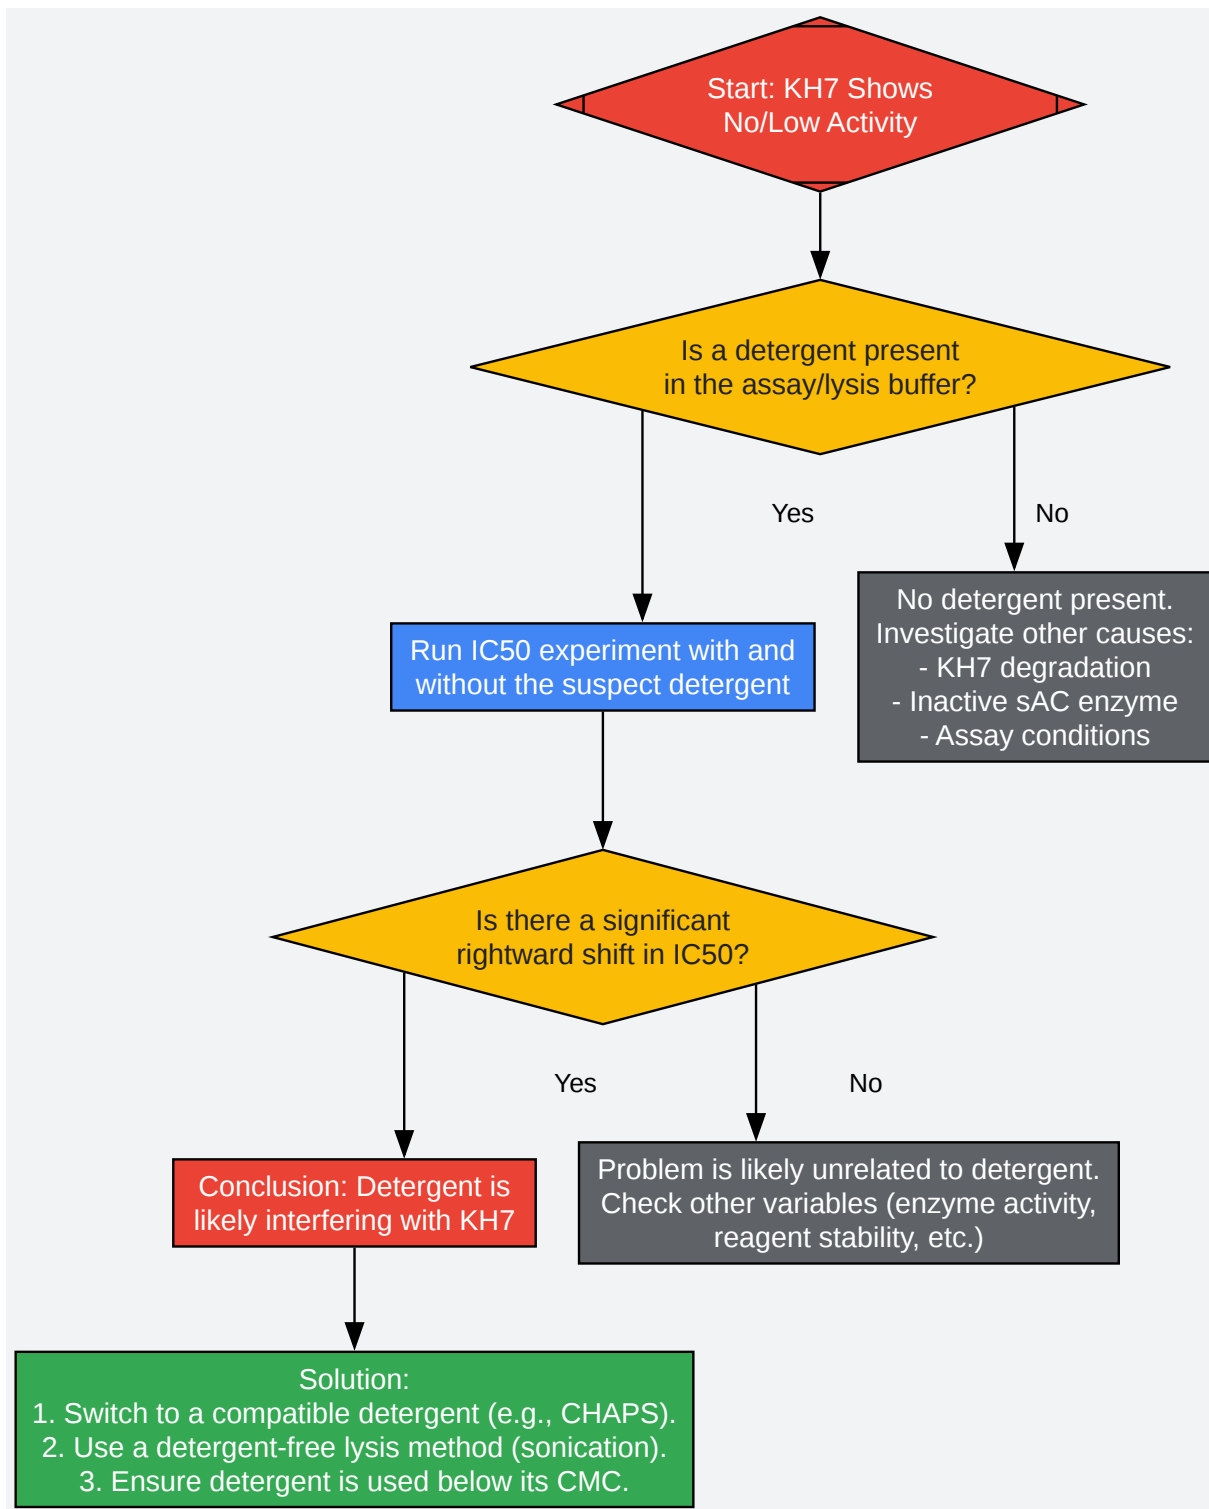 Start: KH7 Shows
No/Low Activity
Is a detergent present
in the assay/lysis buffer?
Yes
No
Run IC50 experiment with and
without the suspect detergent
No detergent present.
Investigate other causes:
- KH7 degradation
- Inactive sAC enzyme
- Assay conditions
Is there a significant
rightward shift in IC50?
Yes
No
Conclusion: Detergent is
likely interfering with KH7
Problem is likely unrelated to detergent.
Check other variables (enzyme activity,
reagent stability, etc.)
Solution:
1. Switch to a compatible detergent (e.g., CHAPS).
2. Use a detergent-free lysis method (sonication).
3. Ensure detergent is used below its CMC.